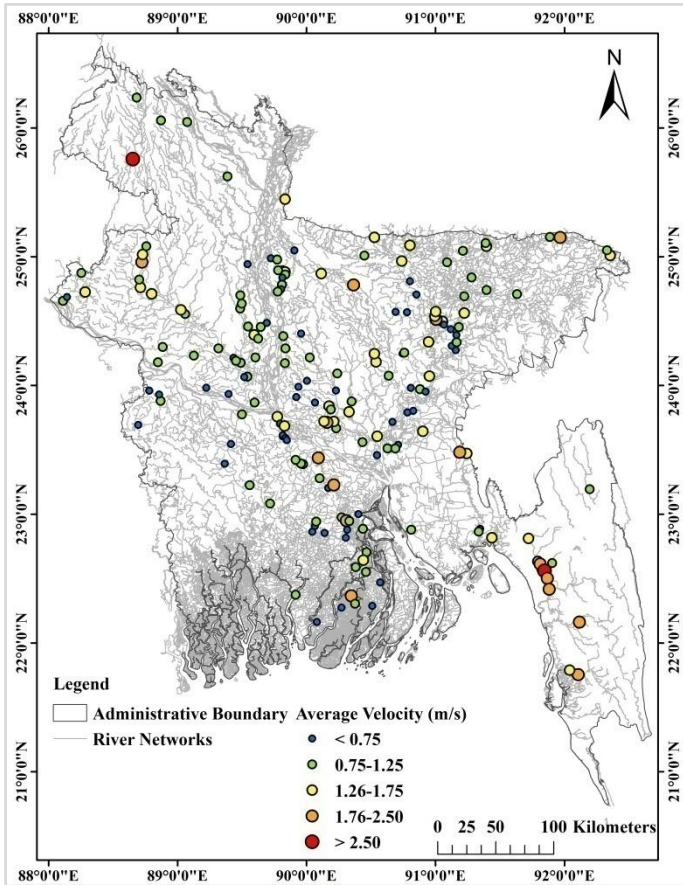 88°0'0"E 89°0'0"E 90°0'0"E 91°0'0"E 92°0'0"E
N
26°0'0"N 26°0'0"N
25°0'0"N 25°0'0"N
24°0'0"N 24°0'0"N
23°0'0"N 23°0'0"N
22°0'0"N 22°0'0"N
21°0'0"N 21°0'0"N
Legend
Administrative Boundary
River Networks
Average Velocity (m/s)
< 0.75
0.75-1.25
1.26-1.75
1.76-2.50
> 2.50
0 25 50 100 Kilometers
88°0'0"E 89°0'0"E 90°0'0"E 91°0'0"E 92°0'0"E